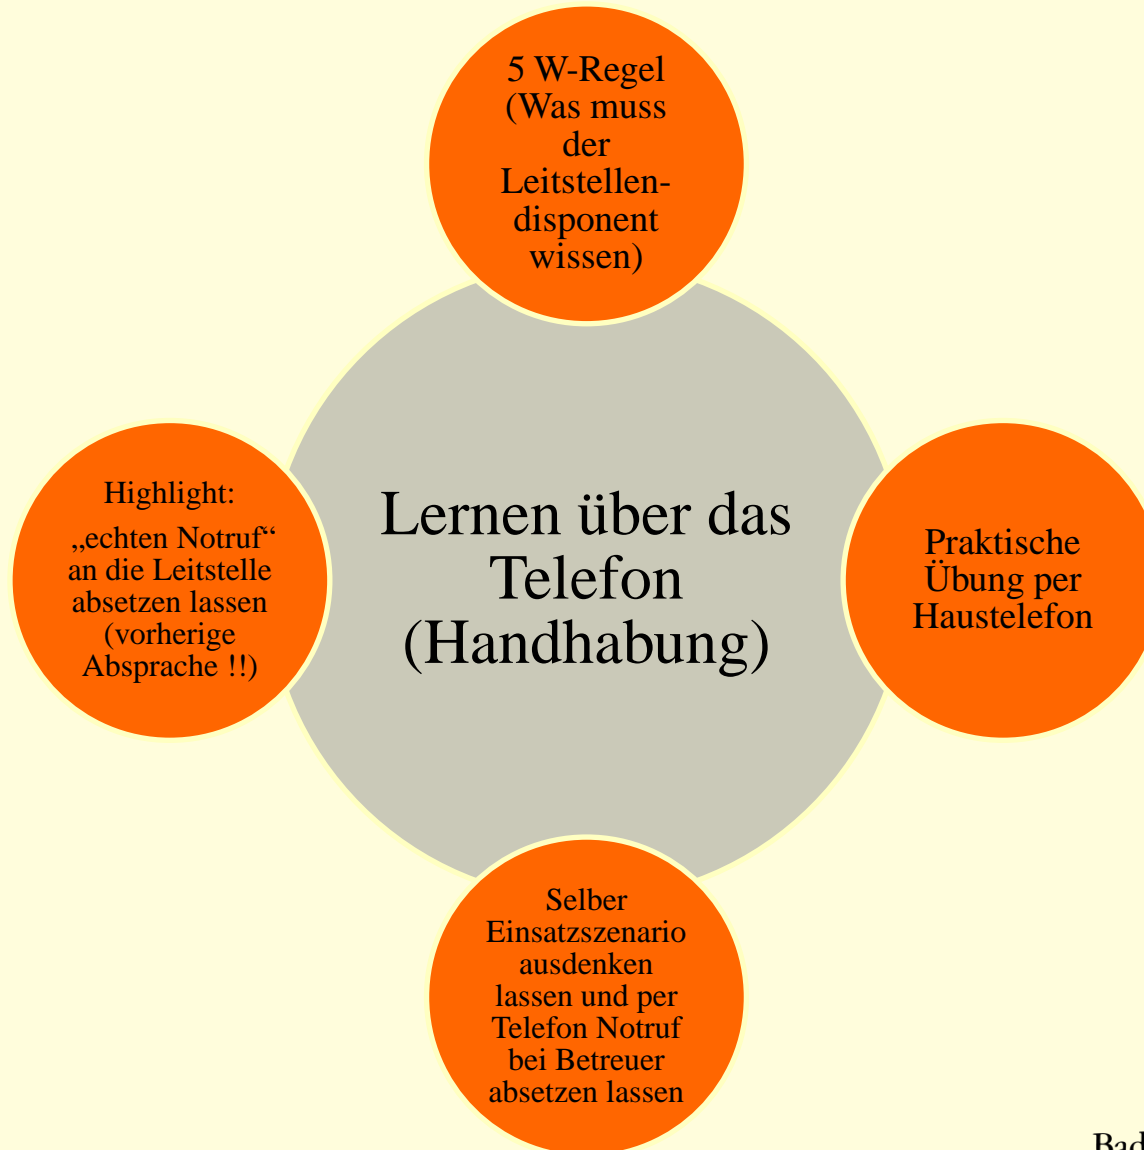 5 W-Regel
(Was muss
der
Leitstellen-
disponent
wissen)
Highlight:
„echten Notruf“
an die Leitstelle
absetzen lassen
(vorherige
Absprache !!)
Lernen über das
Telefon
(Handhabung)
Praktische
Übung per
Haustelefon
Selber
Einsatzszenario
ausdenken
lassen und per
Telefon Notruf
bei Betreuer
absetzen lassen
Bad